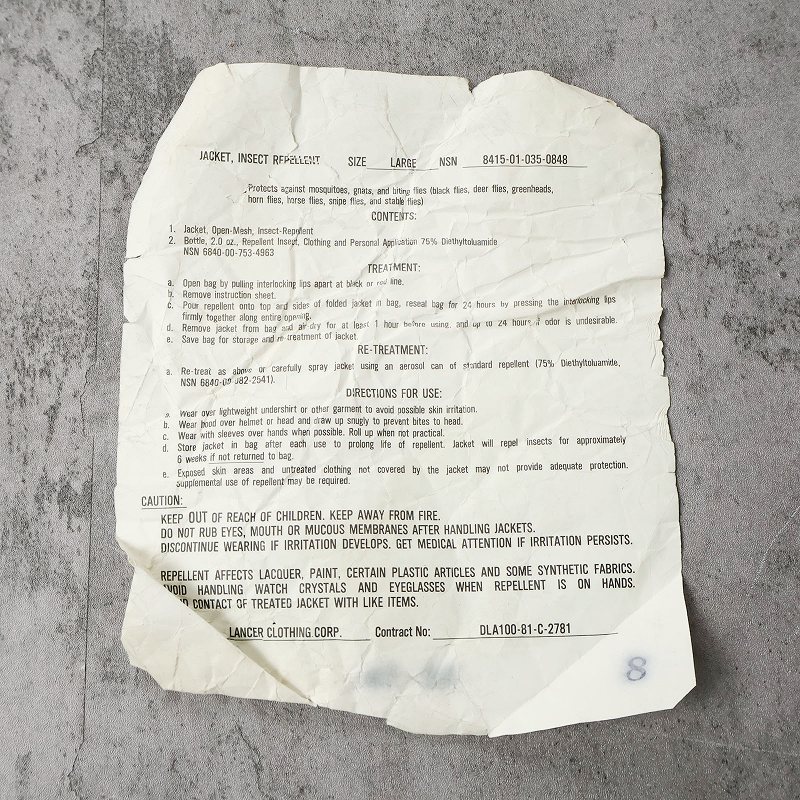 JACKET, INSECT REPELLENT SIZE LARGE NSN 8415-01-035-0848
Protects against mosquitoes, gnats, and biting flies (black flies, deer flies, greenheads,
horn flies, horse flies, snipe flies, and stable flies)
CONTENTS:
1. Jacket, Open-Mesh, Insect-Repellent
2. Bottle, 2.0 oz., Repellent Insect, Clothing and Personal Application 75% Diethyltoluamide
NSN 6840-00-753-4963
TREATMENT:
a. Open bag by pulling interlocking lips apart at black or red line.
b. Remove instruction sheet.
c. Pour repellent onto top and sides of folded jacket in bag, reseal bag for 24 hours by pressing the interlocking lips
firmly together along entire opening.
d. Remove jacket from bag and air-dry for at least 1 hour before using, and up to 24 hours if odor is undesirable.
e. Save bag for storage and re-treatment of jacket.
RE-TREATMENT:
a. Re-treat as above or carefully spray jacket using an aerosol can of standard repellent (75% Diethyltoluamide,
NSN 6840-00-982-2541).
DIRECTIONS FOR USE:
a. Wear over lightweight undershirt or other garment to avoid possible skin irritation.
b. Wear hood over helmet or head and draw up snugly to prevent bites to head.
c. Wear with sleeves over hands when possible. Roll up when not practical.
d. Store jacket in bag after each use to prolong life of repellent. Jacket will repel insects for approximately
6 weeks if not returned to bag.
e. Exposed skin areas and untreated clothing not covered by the jacket may not provide adequate protection.
Supplemental use of repellent may be required.
CAUTION:
KEEP OUT OF REACH OF CHILDREN. KEEP AWAY FROM FIRE.
DO NOT RUB EYES, MOUTH OR MUCOUS MEMBRANES AFTER HANDLING JACKETS.
DISCONTINUE WEARING IF IRRITATION DEVELOPS. GET MEDICAL ATTENTION IF IRRITATION PERSISTS.
REPELLENT AFFECTS LACQUER, PAINT, CERTAIN PLASTIC ARTICLES AND SOME SYNTHETIC FABRICS.
AVOID HANDLING WATCH CRYSTALS AND EYEGLASSES WHEN REPELLENT IS ON HANDS.
CONTACT OF TREATED JACKET WITH LIKE ITEMS.
LANCER CLOTHING CORP. Contract No: DLA100-81-C-2781
8